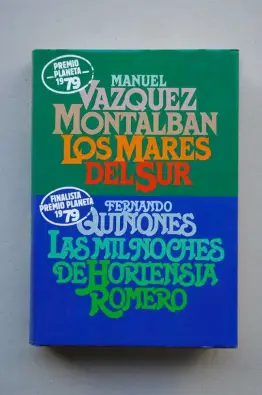 PREMIO
PLANETA
1979
MANUEL
VAZQUEZ
MONTALBAN
LOS MARES
DEL SUR
FINALISTA
PREMIO PLANETA
1979
FERNANDO
QUIÑONES
LAS MIL NOCHES
DE HORTENSIA
ROMERO